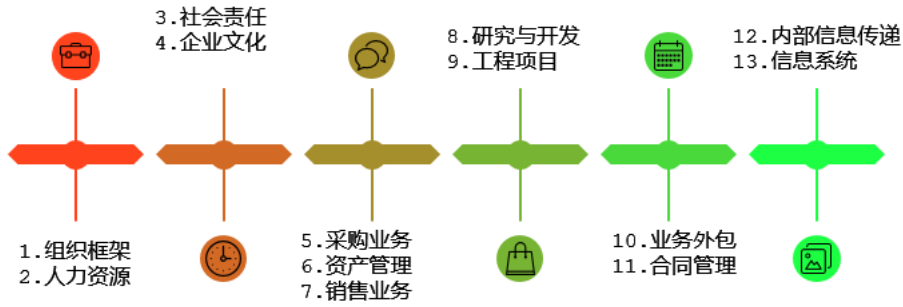 1.组织框架
2.人力资源
3.社会责任
4.企业文化
5.采购业务
6.资产管理
7.销售业务
8.研究与开发
9.工程项目
10.业务外包
11.合同管理
12.内部信息传递
13.信息系统